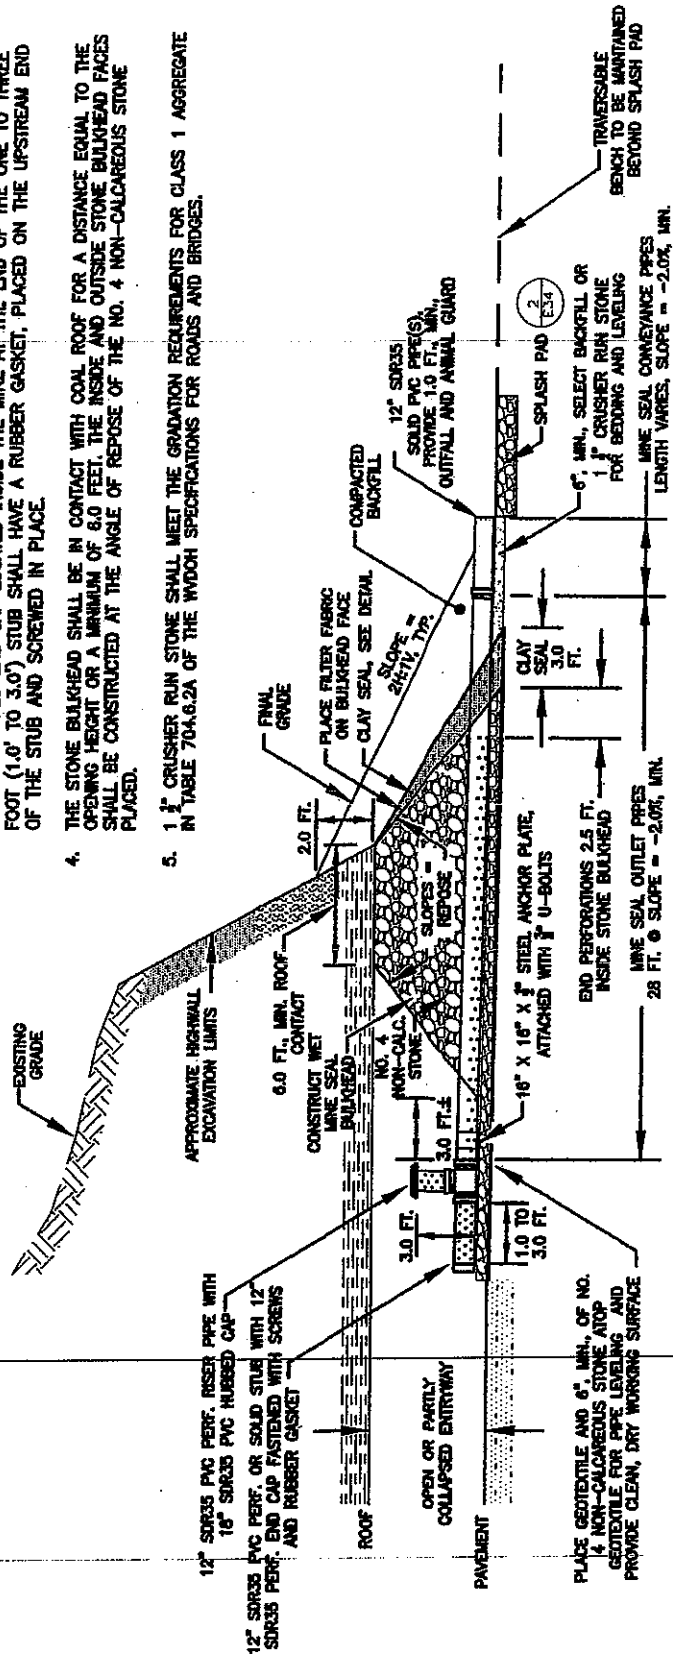 FOOT (1.0' TO 3.0') STUB SHALL HAVE A RUBBER GASKET, PLACED ON THE UPSTREAM END
OF THE STUB AND SCREWED IN PLACE.
4. THE STONE BULKHEAD SHALL BE IN CONTACT WITH COAL ROOF FOR A DISTANCE EQUAL TO THE
OPENING HEIGHT OR A MINIMUM OF 6.0 FEET. THE INSIDE AND OUTSIDE STONE BULKHEAD FACES
SHALL BE CONSTRUCTED AT THE ANGLE OF REPOSE OF THE NO. 4 NON-CALCAREOUS STONE
PLACED.
5. 1 ½" CRUSHER RUN STONE SHALL MEET THE GRADATION REQUIREMENTS FOR CLASS 1 AGGREGATE
IN TABLE 704.6.2A OF THE WVDOH SPECIFICATIONS FOR ROADS AND BRIDGES.
EXISTING
GRADE
APPROXIMATE HIGHWALL
EXCAVATION LIMITS
6.0 FT., MIN. ROOF
CONTACT
CONSTRUCT WET
MINE SEAL
BULKHEAD
NO. 4
NON-CALC.
STONE
2.0 FT.
FINAL
GRADE
PLACE FILTER FABRIC
ON BULKHEAD FACE
CLAY SEAL, SEE DETAIL
SLOPE =
2H:1V, TYP.
SLOPES =
REPOSE
COMPACTED
BACKFILL
12" SDR35
SOLID PVC PIPE(S),
PROVIDE 1.0 FT., MIN.,
OUTFALL AND ANIMAL GUARD
2
E34
SPLASH PAD
TRAVERSABLE
BENCH TO BE MAINTAINED
BEYOND SPLASH PAD
12" SDR35 PVC PERF. RISER PIPE WITH
18" SDR35 PVC HUBBED CAP
12" SDR35 PVC PERF. OR SOLID STUB WITH 12"
SDR35 PERF. END CAP FASTENED WITH SCREWS
AND RUBBER GASKET
ROOF
OPEN OR PARTLY
COLLAPSED ENTRYWAY
PAVEMENT
3.0 FT.
3.0 FT.±
1.0 TO
3.0 FT.
PLACE GEOTEXTILE AND 6", MIN., OF NO.
4 NON-CALCAREOUS STONE ATOP
GEOTEXTILE FOR PIPE LEVELING AND
PROVIDE CLEAN, DRY WORKING SURFACE
STEEL ANCHOR PLATE,
ATTACHED WITH
U-BOLTS
END PERFORATIONS 2.5 FT.
INSIDE STONE BULKHEAD
MINE SEAL OUTLET PIPES
28 FT. @ SLOPE = -2.0%, MIN.
CLAY
SEAL
3.0
FT.
6", MIN., SELECT BACKFILL OR
1 ½" CRUSHER RUN STONE
FOR BEDDING AND LEVELING
MINE SEAL CONVEYANCE PIPES
LENGTH VARIES, SLOPE = -2.0%, MIN.